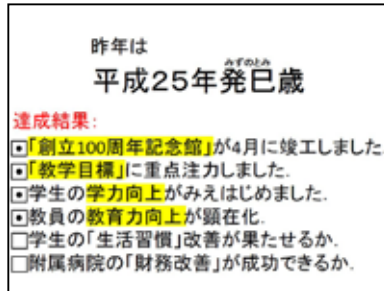 昨年は
みずのとみ
平成25年発巳歳
達成結果:
「創立100周年記念館」が4月に竣工しました.
「教学目標」に重点注力しました.
学生の学力向上がみえはじめました.
教員の教育力向上が顕在化.
学生の「生活習慣」改善が果たせるか.
附属病院の「財務改善」が成功できるか.